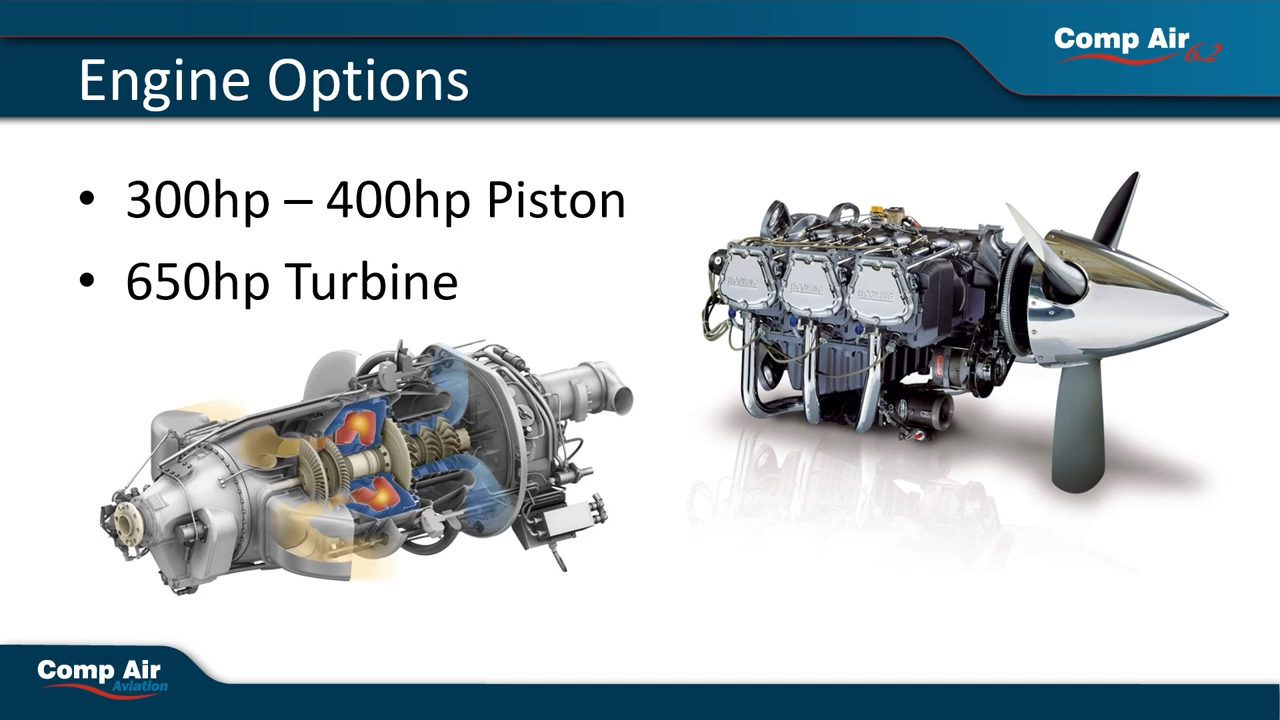 Comp Air 6.2
Engine Options
• 300hp – 400hp Piston
• 650hp Turbine
Comp Air
Aviation